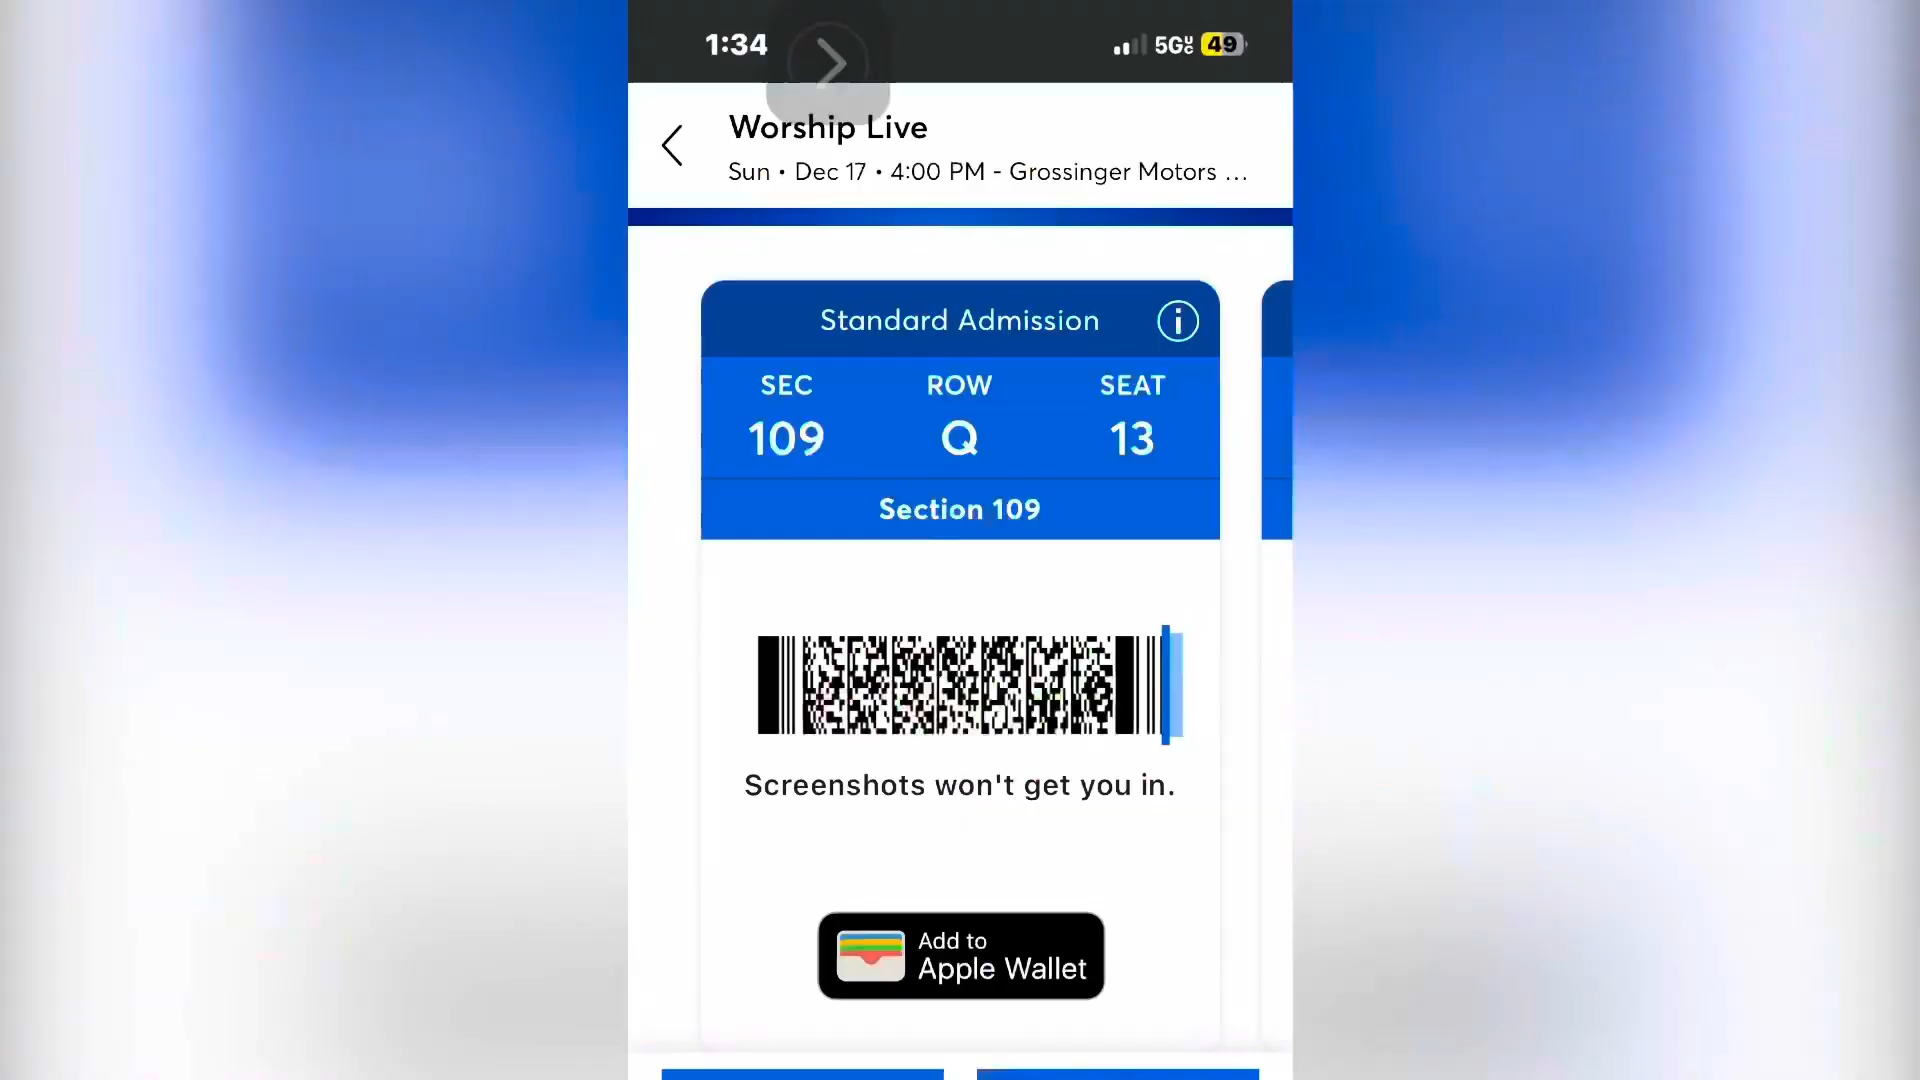 1:34
5GUC 49
Worship Live
Sun • Dec 17 • 4:00 PM - Grossinger Motors ...
Standard Admission
SEC ROW SEAT
109 Q 13
Section 109
Screenshots won't get you in.
Add to
Apple Wallet